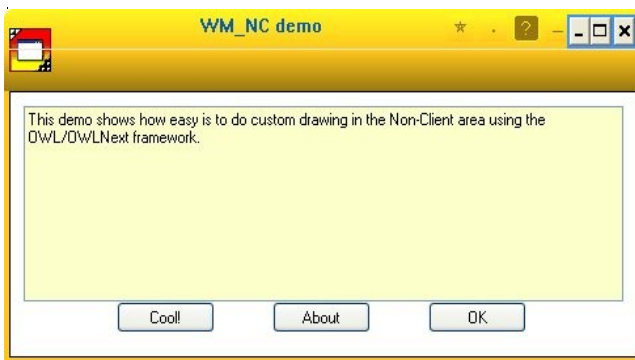 WM_NC demo
?
This demo shows how easy is to do custom drawing in the Non-Client area using the
OWL/OWLNext framework.
Cool! About OK